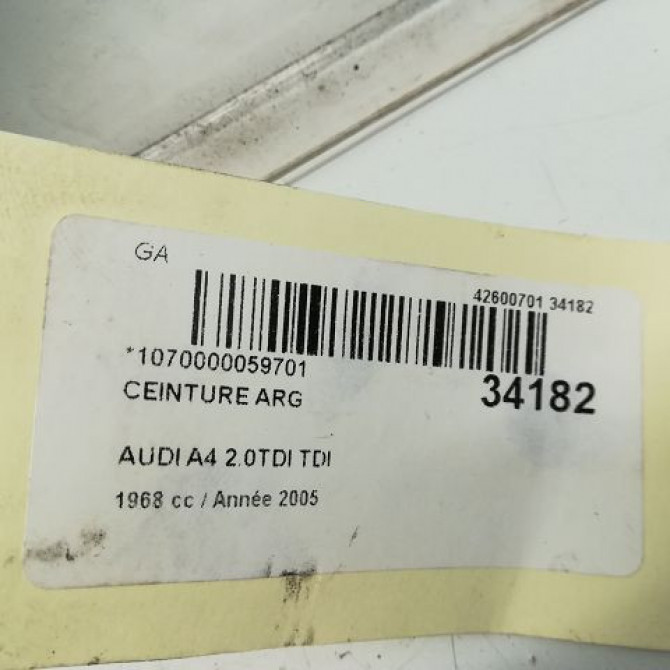 GA
42600701 34182
*1070000059701
34182
CEINTURE ARG
AUDI A4 2.0TDI TDI
1968 cc / Année 2005